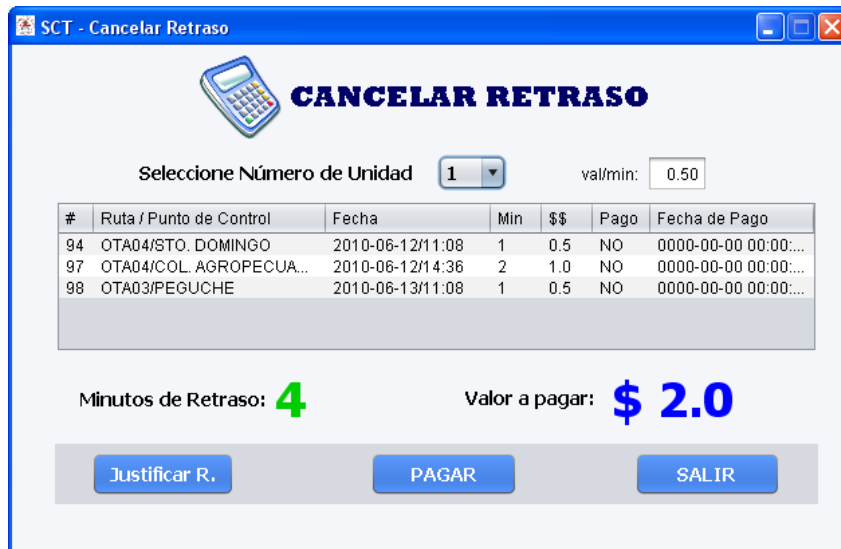 SCT - Cancelar Retraso
CANCELAR RETRASO
Seleccione Número de Unidad 1 val/min: 0.50
# Ruta / Punto de Control Fecha Min $$ Pago Fecha de Pago
94 OTA04/STO. DOMINGO 2010-06-12/11:08 1 0.5 NO 0000-00-00 00:00:...
97 OTA04/COL. AGROPECUA... 2010-06-12/14:36 2 1.0 NO 0000-00-00 00:00:...
98 OTA03/PEGUCHE 2010-06-13/11:08 1 0.5 NO 0000-00-00 00:00:...
Minutos de Retraso: 4 Valor a pagar: $ 2.0
Justificar R. PAGAR SALIR